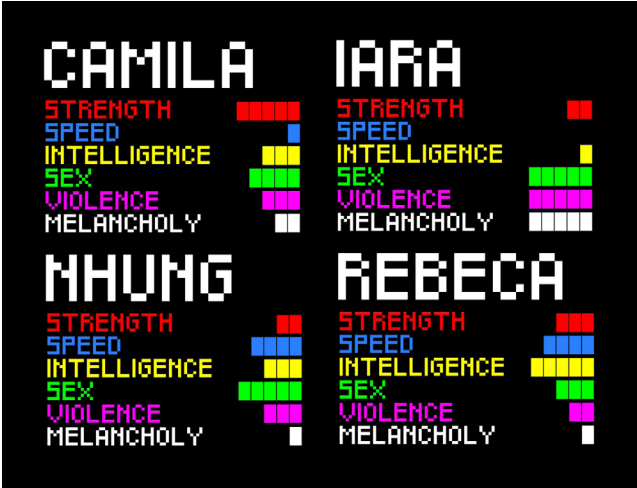 CAMILA
STRENGTH
SPEED
INTELLIGENCE
SEX
VIOLENCE
MELANCHOLY
IARA
STRENGTH
SPEED
INTELLIGENCE
SEX
VIOLENCE
MELANCHOLY
NHUNG
STRENGTH
SPEED
INTELLIGENCE
SEX
VIOLENCE
MELANCHOLY
REBECA
STRENGTH
SPEED
INTELLIGENCE
SEX
VIOLENCE
MELANCHOLY